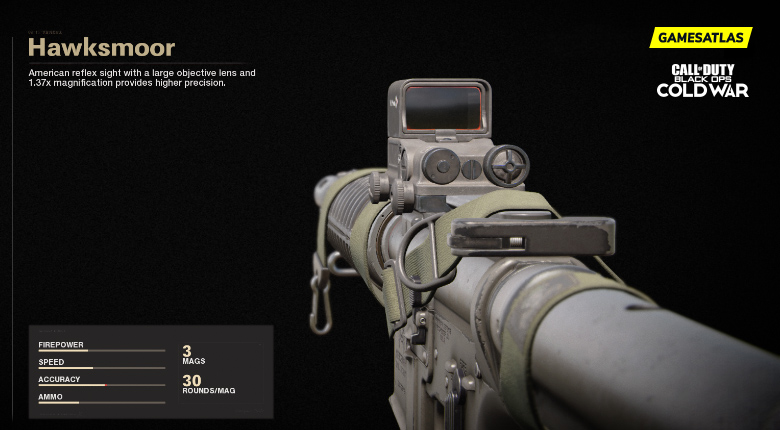 Hawksmoor
American reflex sight with a large objective lens and
1.37x magnification provides higher precision.
GAMESATLAS
CALL OF DUTY
BLACK OPS
COLD WAR
FIREPOWER
SPEED
ACCURACY
AMMO
3
MAGS
30
ROUNDS/MAG